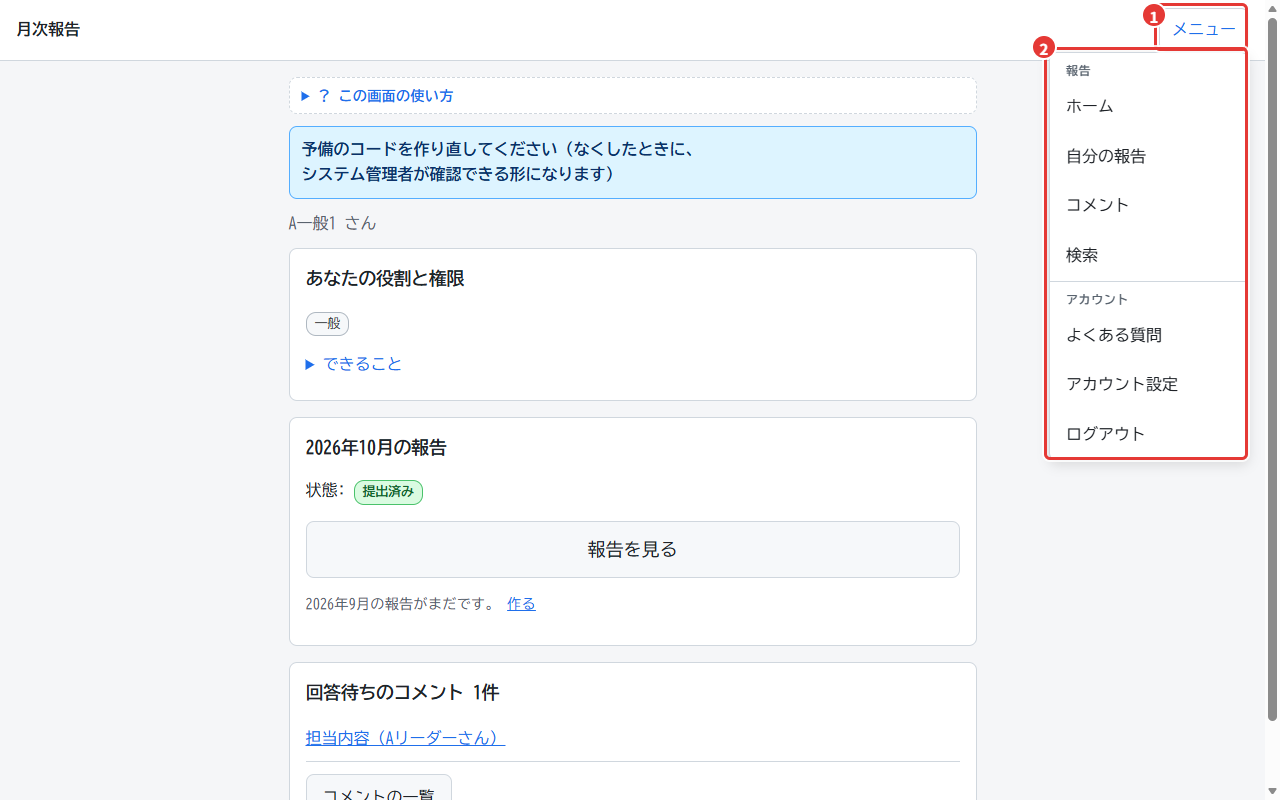 月次報告
1
メニュー
2
報告
ホーム
自分の報告
コメント
検索
アカウント
よくある質問
アカウント設定
ログアウト
▶ ? この画面の使い方
予備のコードを作り直してください（なくしたときに、
システム管理者が確認できる形になります）
A一般1 さん
あなたの役割と権限
一般
▶ できること
2026年10月の報告
状態: 提出済み
報告を見る
2026年9月の報告がまだです。 作る
回答待ちのコメント 1件
担当内容（Aリーダーさん）
コメントの一覧